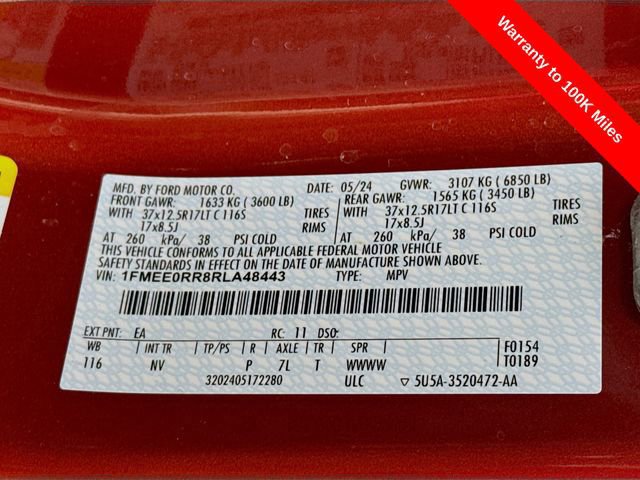 Warranty to 100K Miles
MFD. BY FORD MOTOR CO. DATE: 05/24 GVWR: 3107 KG ( 6850 LB)
FRONT GAWR: 1633 KG ( 3600 LB) REAR GAWR: 1565 KG ( 3450 LB)
WITH 37x12.5R17LT C 116S TIRES WITH 37x12.5R17LT C 116S TIRES
17x8.5J RIMS 17x8.5J RIMS
AT 260 kPa/ 38 PSI COLD AT 260 kPa/ 38 PSI COLD
THIS VEHICLE CONFORMS TO ALL APPLICABLE FEDERAL MOTOR VEHICLE
SAFETY STANDARDS IN EFFECT ON THE DATE OF MANUFACTURE SHOWN ABOVE.
VIN: 1FMEE0RR8RLA48443 TYPE: MPV
EXT PNT: EA RC: 11 DSO:
WB INT TR TP/PS R AXLE TR SPR F0154
116 NV P 7L T WWWW T0189
3202405172280 ULC ▽ 5U5A-3520472-AA